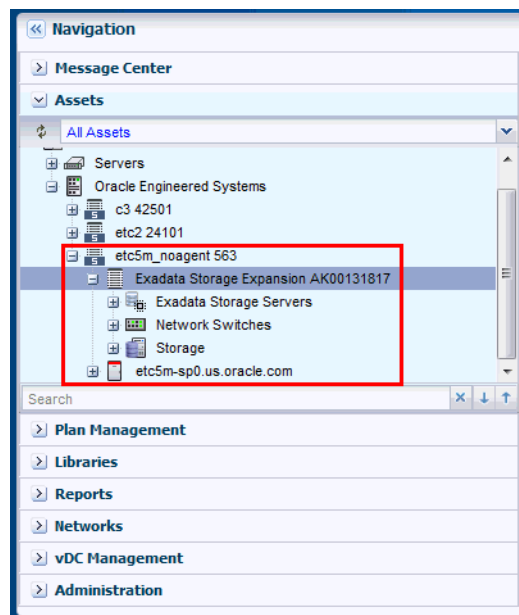 Navigation
Message Center
Assets
All Assets
Servers
Oracle Engineered Systems
c3 42501
etc2 24101
etc5m_noagent 563
Exadata Storage Expansion AK00131817
Exadata Storage Servers
Network Switches
Storage
etc5m-sp0.us.oracle.com
Search
Plan Management
Libraries
Reports
Networks
vDC Management
Administration